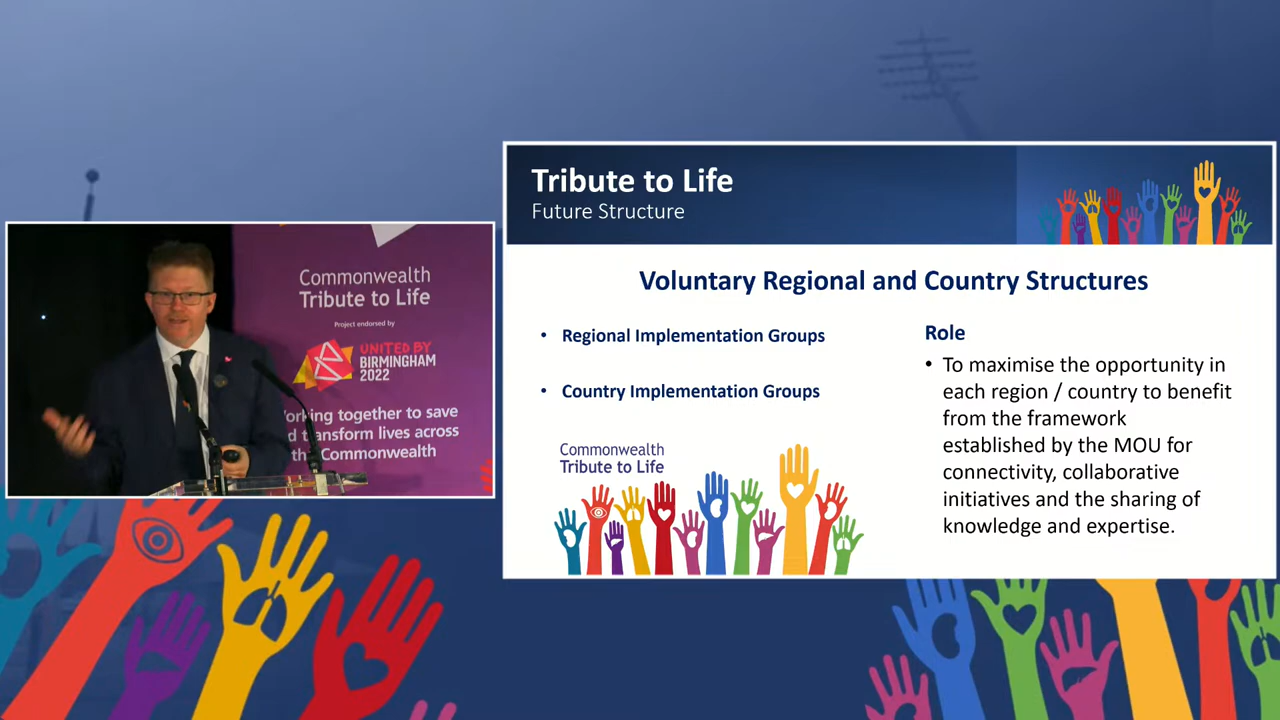 Commonwealth
Tribute to Life
Project endorsed by
UNITED BY
BIRMINGHAM
2022
orking together to save
d transform lives across
the Commonwealth
Tribute to Life
Future Structure
Voluntary Regional and Country Structures
• Regional Implementation Groups
• Country Implementation Groups
Commonwealth
Tribute to Life
Role
• To maximise the opportunity in
each region / country to benefit
from the framework
established by the MOU for
connectivity, collaborative
initiatives and the sharing of
knowledge and expertise.